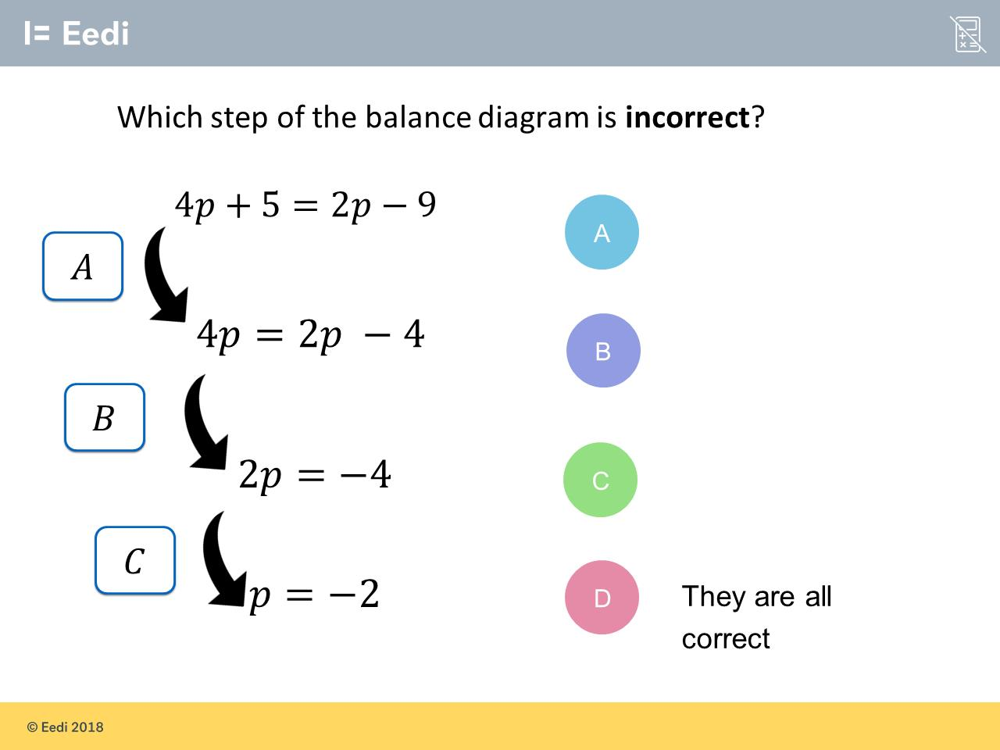 Eedi
Which step of the balance diagram is incorrect?
4p + 5 = 2p − 9
A
A
4p = 2p − 4
B
B
2p = −4
C
C
p = −2
D
They are all
correct
© Eedi 2018